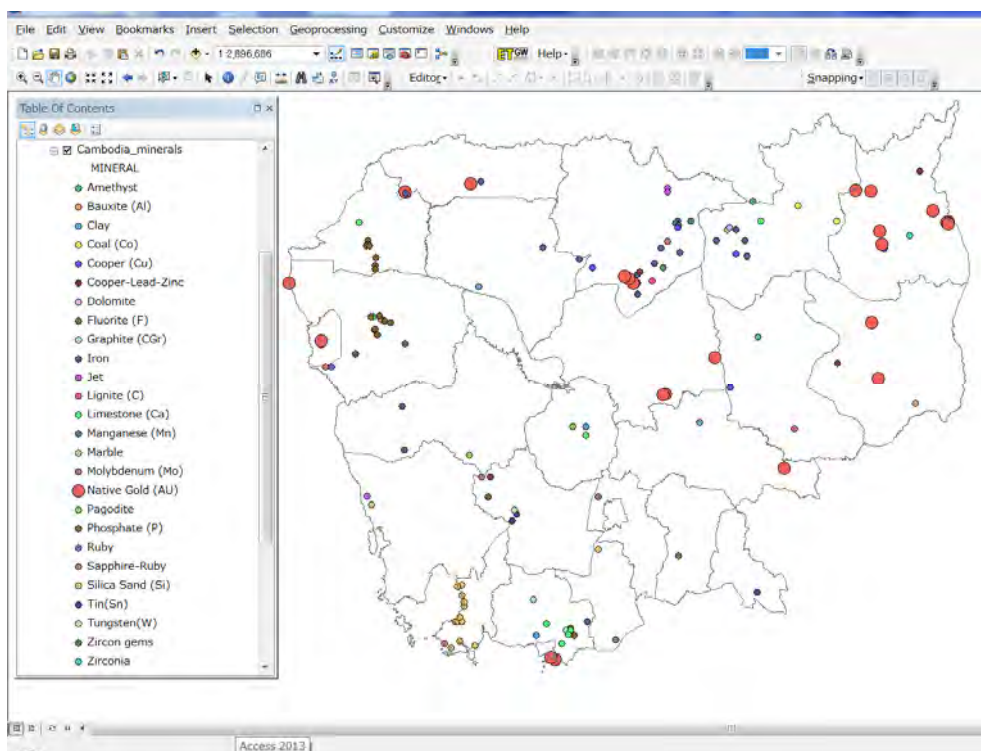 File Edit View Bookmarks Insert Selection Geoprocessing Customize Windows Help
1:2,896,686 ET GW Help
Editor Snapping
Table Of Contents
Cambodia_minerals
MINERAL
Amethyst
Bauxite (Al)
Clay
Coal (Co)
Cooper (Cu)
Cooper-Lead-Zinc
Dolomite
Fluorite (F)
Graphite (CGr)
Iron
Jet
Lignite (C)
Limestone (Ca)
Manganese (Mn)
Marble
Molybdenum (Mo)
Native Gold (AU)
Pagodite
Phosphate (P)
Ruby
Sapphire-Ruby
Silica Sand (Si)
Tin(Sn)
Tungsten(W)
Zircon gems
Zirconia
Access 2013